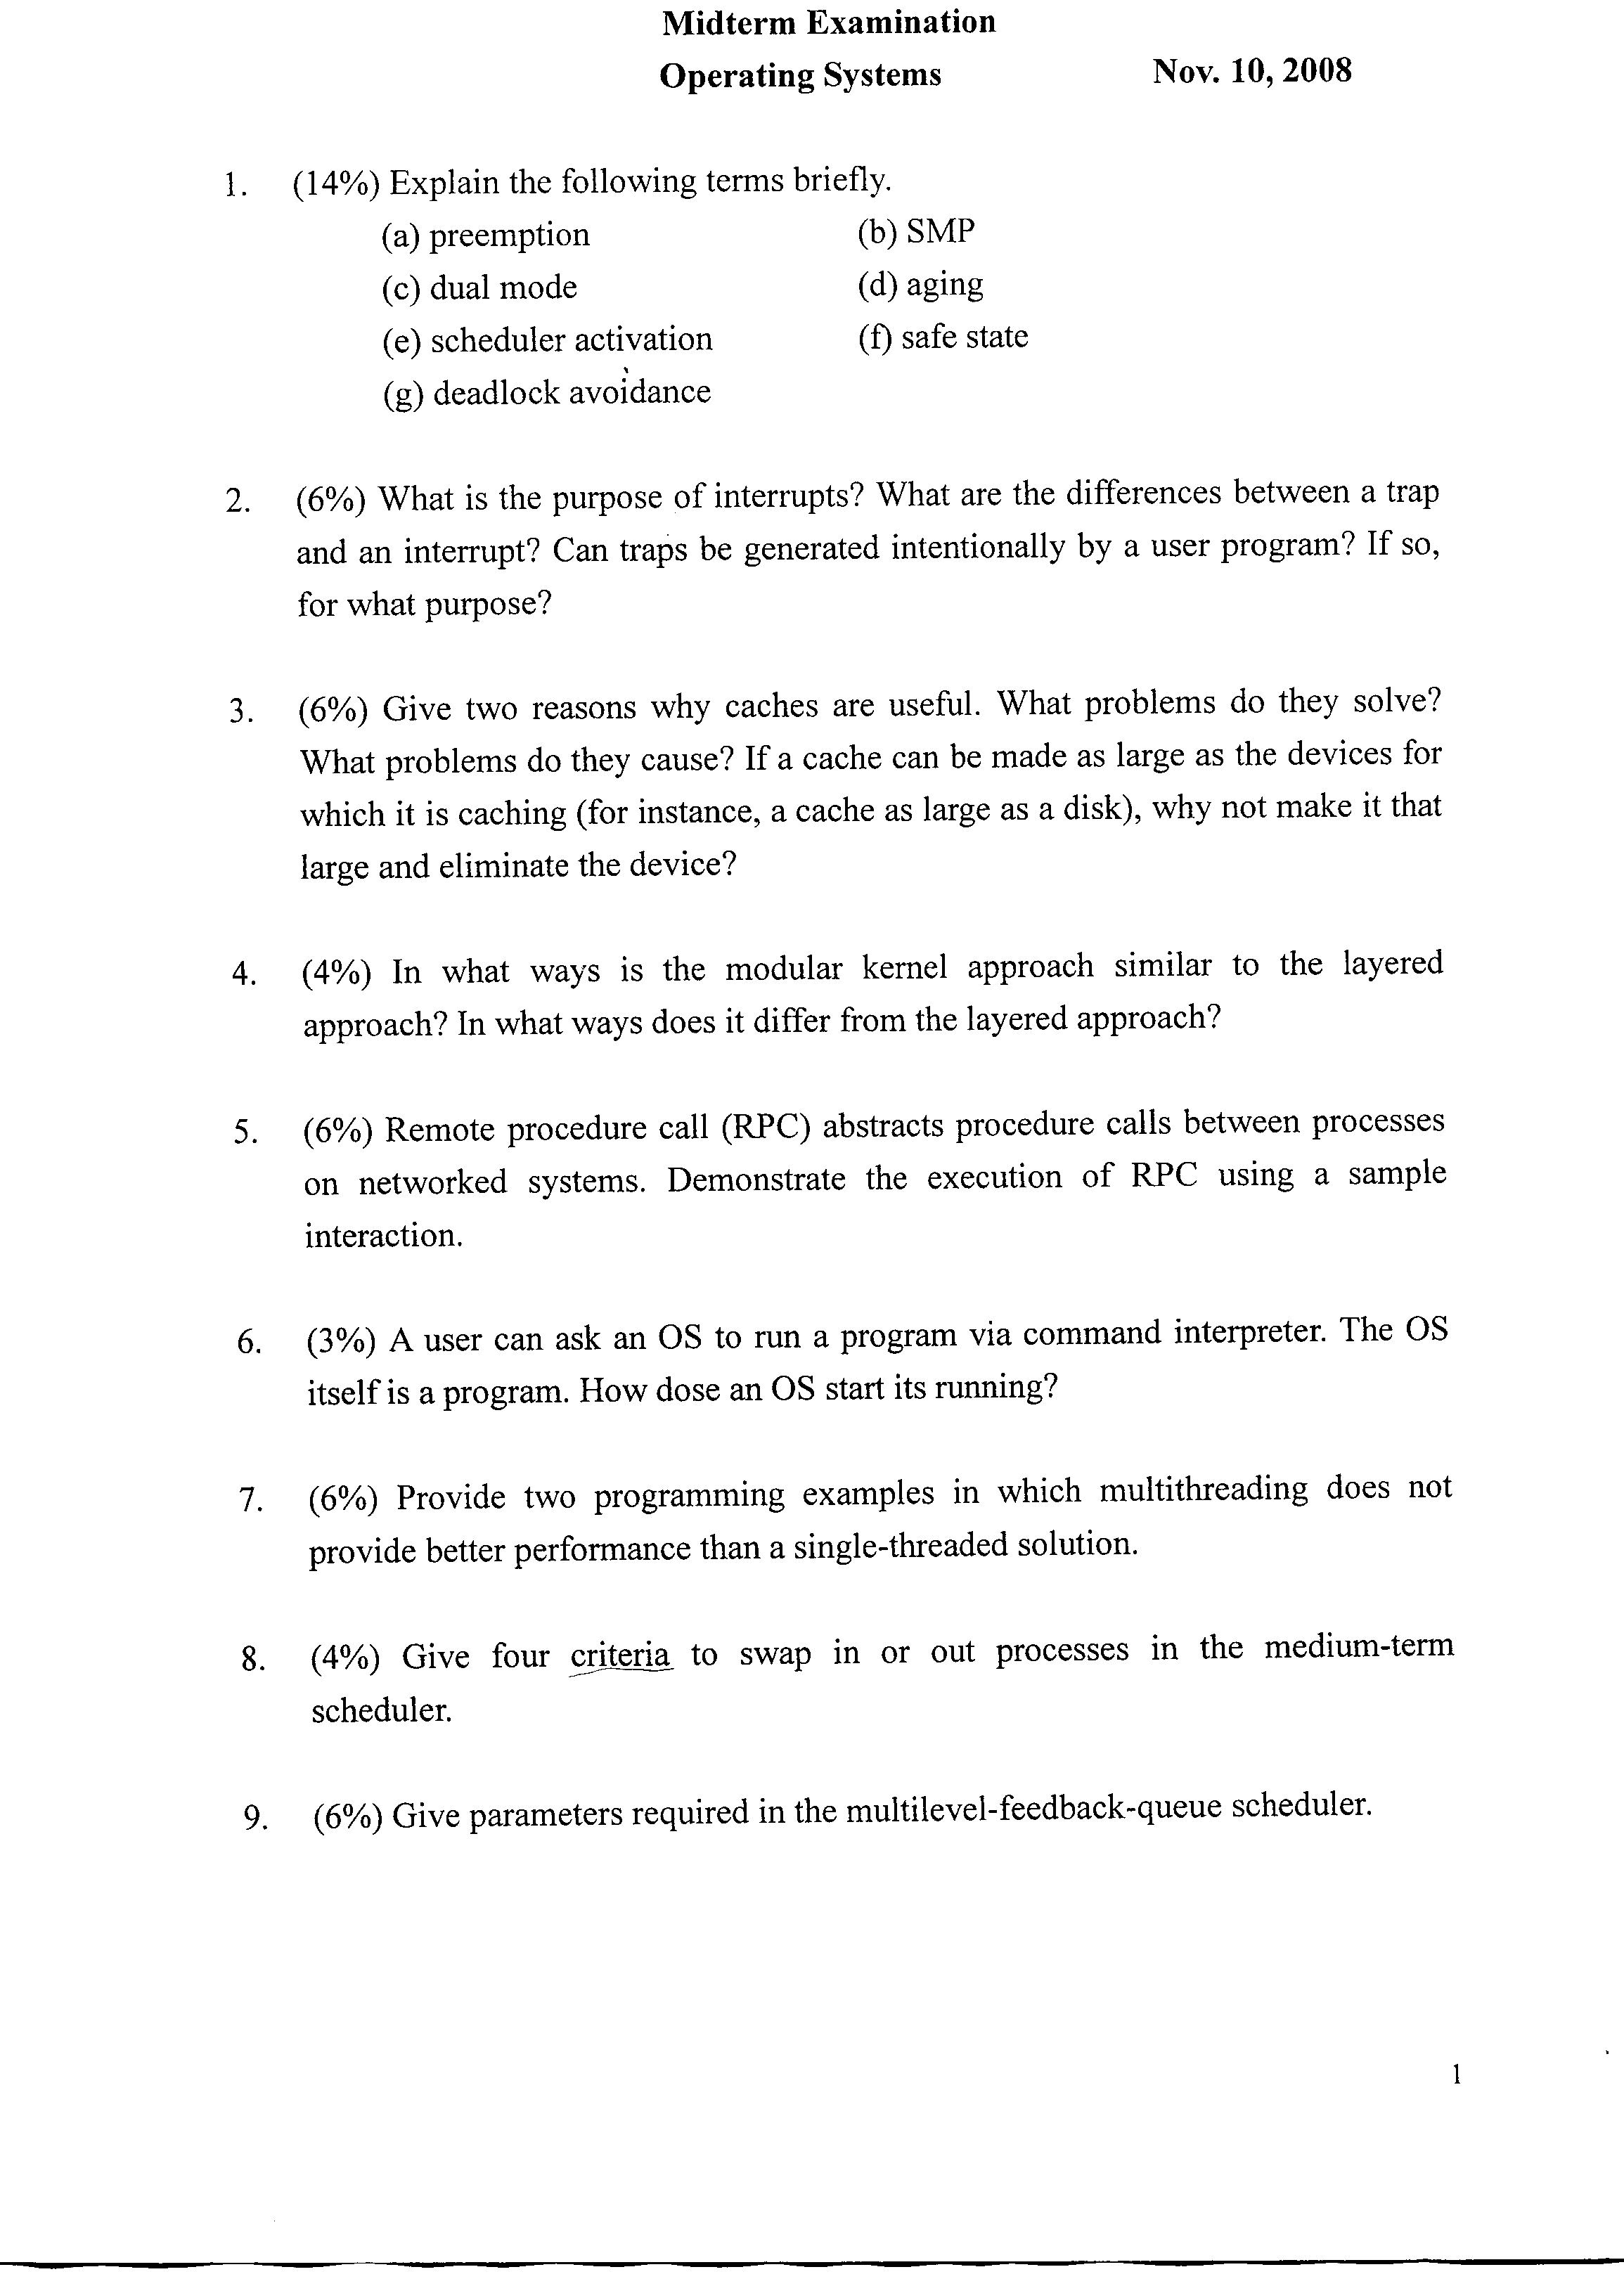 Midterm Examination
Operating Systems Nov. 10, 2008
1. (14%) Explain the following terms briefly.
(a) preemption (b) SMP
(c) dual mode (d) aging
(e) scheduler activation (f) safe state
(g) deadlock avoidance
2. (6%) What is the purpose of interrupts? What are the differences between a trap
and an interrupt? Can traps be generated intentionally by a user program? If so,
for what purpose?
3. (6%) Give two reasons why caches are useful. What problems do they solve?
What problems do they cause? If a cache can be made as large as the devices for
which it is caching (for instance, a cache as large as a disk), why not make it that
large and eliminate the device?
4. (4%) In what ways is the modular kernel approach similar to the layered
approach? In what ways does it differ from the layered approach?
5. (6%) Remote procedure call (RPC) abstracts procedure calls between processes
on networked systems. Demonstrate the execution of RPC using a sample
interaction.
6. (3%) A user can ask an OS to run a program via command interpreter. The OS
itself is a program. How dose an OS start its running?
7. (6%) Provide two programming examples in which multithreading does not
provide better performance than a single-threaded solution.
8. (4%) Give four criteria to swap in or out processes in the medium-term
scheduler.
9. (6%) Give parameters required in the multilevel-feedback-queue scheduler.
1